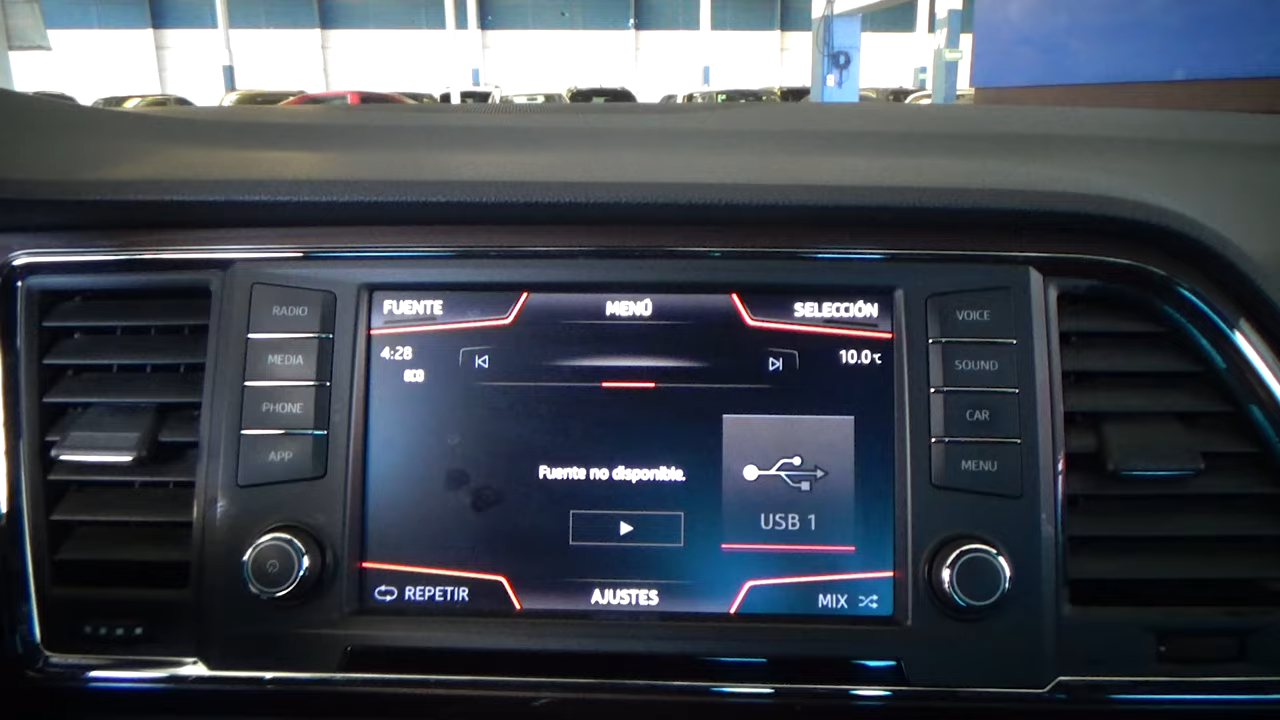 FUENTE
MENÚ
SELECCIÓN
4:28
10.0℃
RADIO
MEDIA
PHONE
APP
Fuente no disponible.
USB 1
REPETIR
AJUSTES
MIX
VOICE
SOUND
CAR
MENU